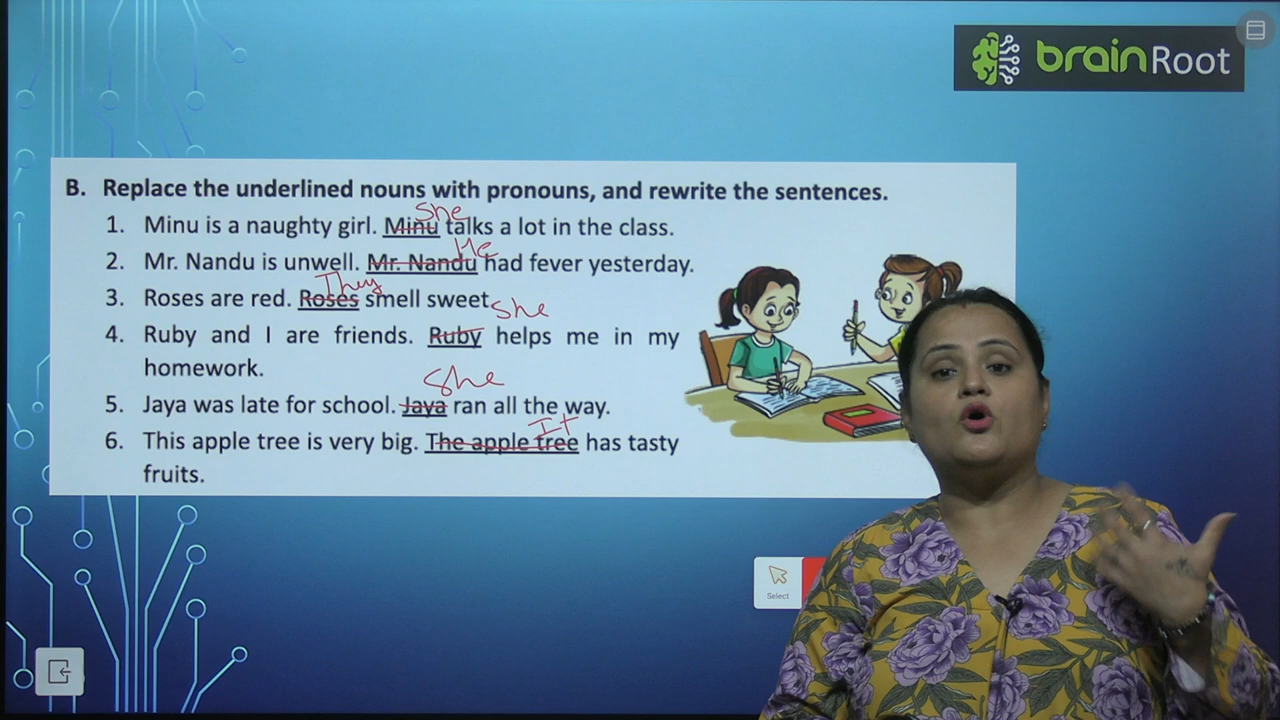 brainRoot
B. Replace the underlined nouns with pronouns, and rewrite the sentences.
She
1. Minu is a naughty girl. Minu talks a lot in the class.
He
2. Mr. Nandu is unwell. Mr. Nandu had fever yesterday.
They
3. Roses are red. Roses smell sweet
She
4. Ruby and I are friends. Ruby helps me in my
homework.
She
5. Jaya was late for school. Jaya ran all the way.
It
6. This apple tree is very big. The apple tree has tasty
fruits.
Select